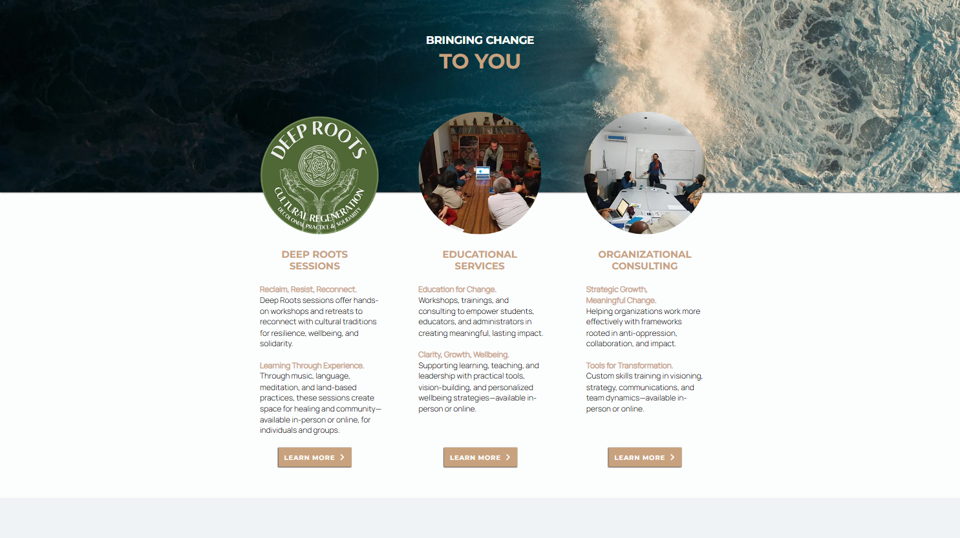 BRINGING CHANGE
TO YOU
DEEP ROOTS
CULTURAL REGENERATION
DECOLONIAL PRACTICE & SOLIDARITY
DEEP ROOTS
SESSIONS
Reclaim, Resist, Reconnect.
Deep Roots sessions offer hands-
on workshops and retreats to
reconnect with cultural traditions
for resilience, wellbeing, and
solidarity.
Learning Through Experience.
Through music, language,
meditation, and land-based
practices, these sessions create
space for healing and community—
available in-person or online, for
individuals and groups.
LEARN MORE
EDUCATIONAL
SERVICES
Education for Change.
Workshops, trainings, and
consulting to empower students,
educators, and administrators in
creating meaningful, lasting impact.
Clarity, Growth, Wellbeing.
Supporting learning, teaching, and
leadership with practical tools,
vision-building, and personalized
wellbeing strategies—available in-
person or online.
LEARN MORE
ORGANIZATIONAL
CONSULTING
Strategic Growth,
Meaningful Change.
Helping organizations work more
effectively with frameworks
rooted in anti-oppression,
collaboration, and impact.
Tools for Transformation.
Custom skills training in visioning,
strategy, communications, and
team dynamics—available in-
person or online.
LEARN MORE